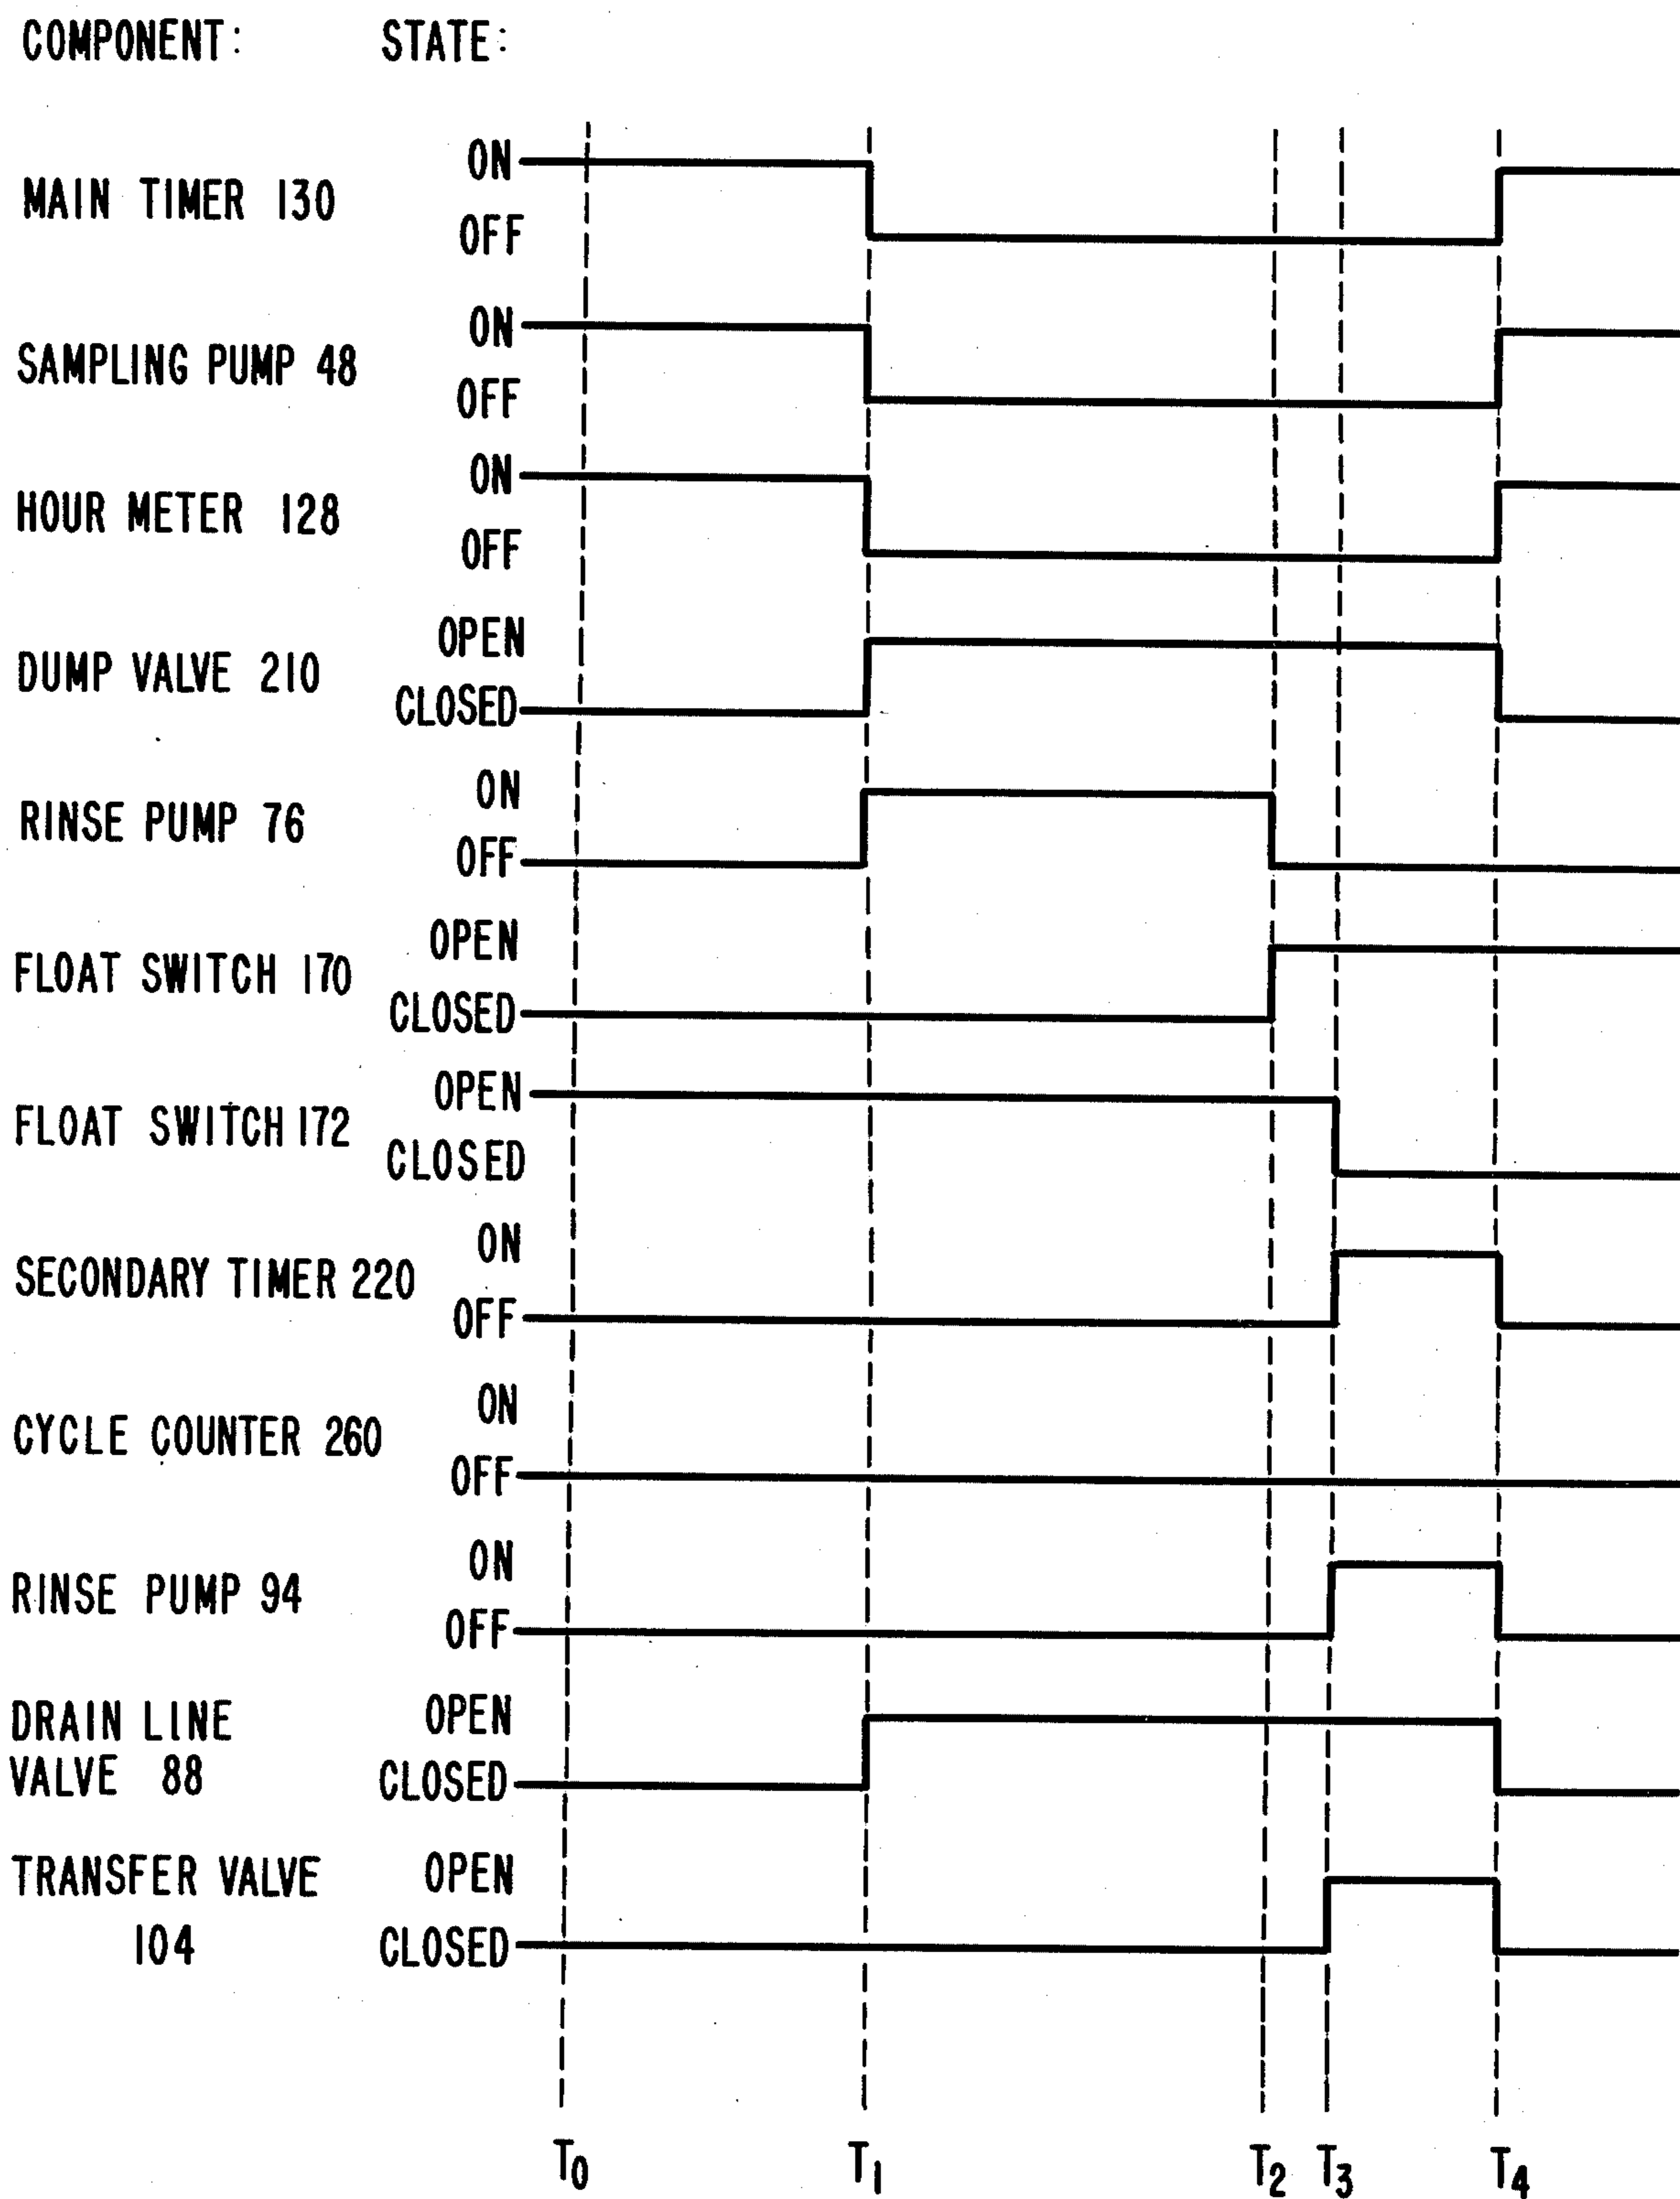 COMPONENT: STATE:
ON
MAIN TIMER 130
OFF
ON
SAMPLING PUMP 48
OFF
ON
HOUR METER 128
OFF
OPEN
DUMP VALVE 210
CLOSED
ON
RINSE PUMP 76
OFF
OPEN
FLOAT SWITCH 170
CLOSED
OPEN
FLOAT SWITCH 172
CLOSED
ON
SECONDARY TIMER 220
OFF
ON
CYCLE COUNTER 260
OFF
ON
RINSE PUMP 94
OFF
DRAIN LINE OPEN
VALVE 88 CLOSED
TRANSFER VALVE OPEN
104 CLOSED
T0 T1 T2 T3 T4